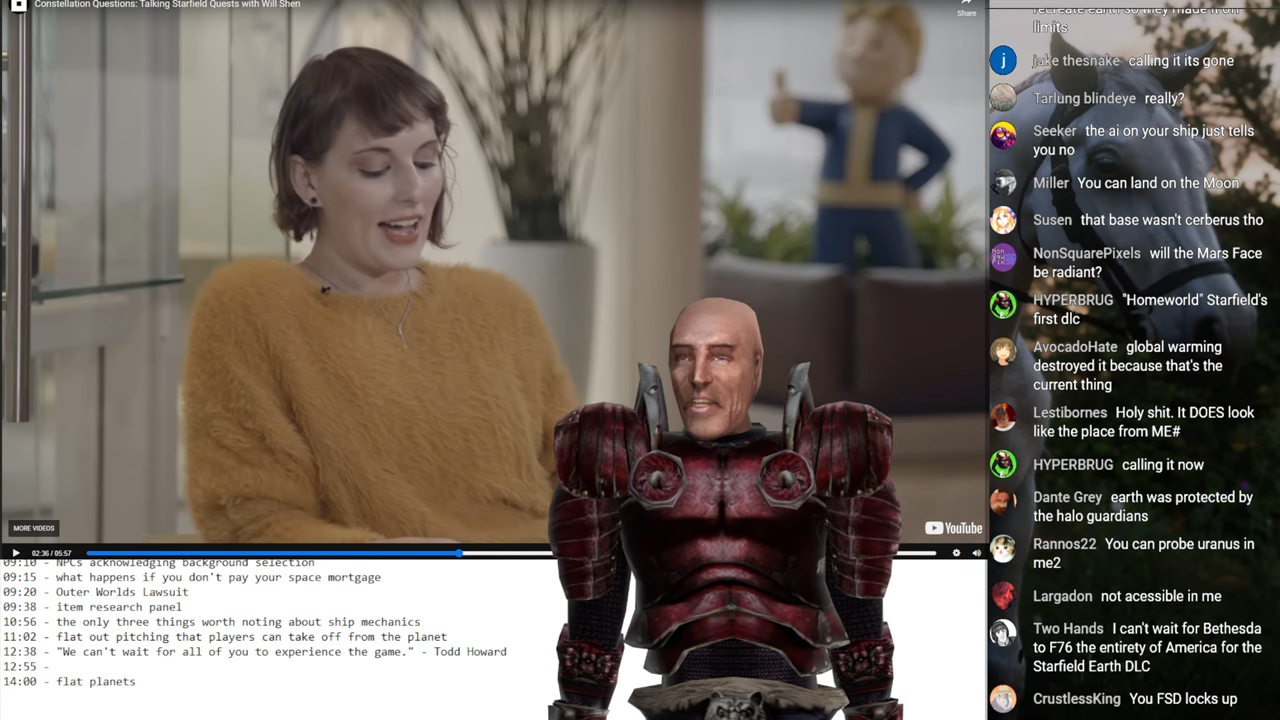 Constellation Questions: Talking Starfield Quests with Will Shen
Share
MORE VIDEOS
YouTube
02:36 / 05:57
09:10 - NPCs acknowledging background selection
09:15 - what happens if you don't pay your space mortgage
09:20 - Outer Worlds Lawsuit
09:38 - item research panel
10:56 - the only three things worth noting about ship mechanics
11:02 - flat out pitching that players can take off from the planet
12:38 - "We can't wait for all of you to experience the game." - Todd Howard
12:55 -
14:00 - flat planets
recreate earth so they made it off
limits
j
jake thesnake calling it its gone
Tarlung blindeye really?
Seeker the ai on your ship just tells
you no
Miller You can land on the Moon
Susen that base wasn't cerberus tho
NonSquarePixels will the Mars Face
be radiant?
HYPERBRUG "Homeworld" Starfield's
first dlc
AvocadoHate global warming
destroyed it because that's the
current thing
Lestibornes Holy shit. It DOES look
like the place from ME#
HYPERBRUG calling it now
Dante Grey earth was protected by
the halo guardians
Rannos22 You can probe uranus in
me2
Largadon not acessible in me
Two Hands I can't wait for Bethesda
to F76 the entirety of America for the
Starfield Earth DLC
CrustlessKing You FSD locks up